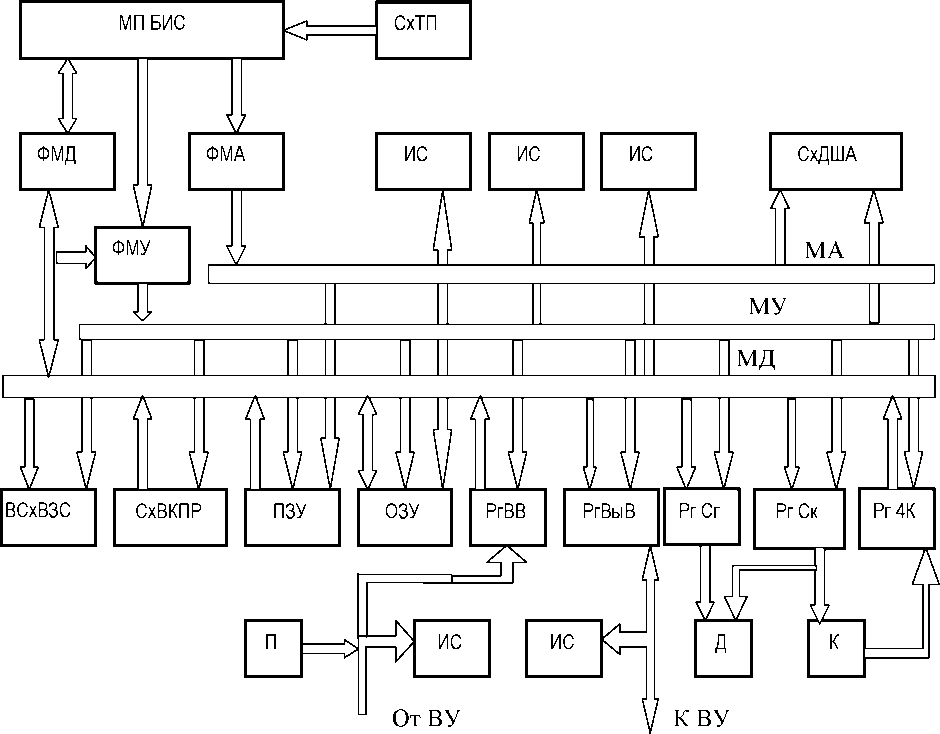 МП БИС
СхТП
ФМД
ФМА
ИС
ИС
ИС
СхДША
ФМУ
МА
МУ
МД
ВСхВЗС
СхВКПР
ПЗУ
ОЗУ
РгВВ
РгВыВ
Рг Сг
Рг Ск
Рг 4К
П
ИС
ИС
Д
К
От ВУ
К ВУ